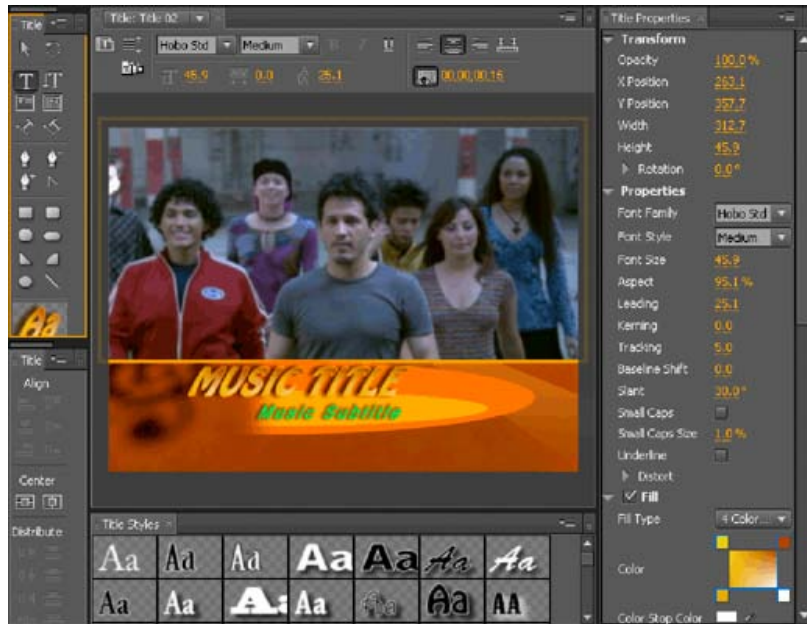 Title
Title: Title 02
Hobo Std Medium B I U
45.9 0.0 25.1 00;00;00;16
MUSIC TITLE
Music Subtitle
Title
Align
Center
Distribute
Title Styles
Aa Ad Ad Aa Aa Aa Aa
Aa Aa Aa Aa Aa AA
Title Properties
Transform
Opacity 100.0 %
X Position 263.1
Y Position 357.7
Width 312.7
Height 45.9
Rotation 0.0 °
Properties
Font Family Hobo Std
Font Style Medium
Font Size 45.9
Aspect 95.1 %
Leading 25.1
Kerning 0.0
Tracking 5.0
Baseline Shift 0.0
Slant 30.0 °
Small Caps
Small Caps Size 1.0 %
Underline
Distort
Fill
Fill Type 4 Color...
Color
Color Stop Color